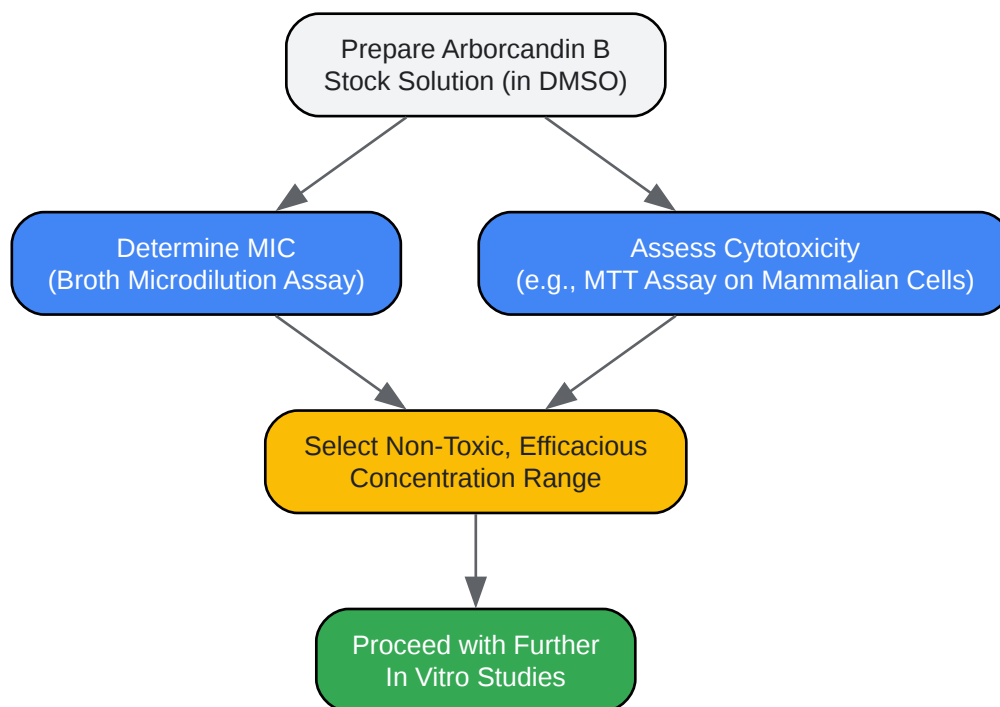 Prepare Arborcandin B
Stock Solution (in DMSO)
Determine MIC
(Broth Microdilution Assay)
Assess Cytotoxicity
(e.g., MTT Assay on Mammalian Cells)
Select Non-Toxic, Efficacious
Concentration Range
Proceed with Further
In Vitro Studies